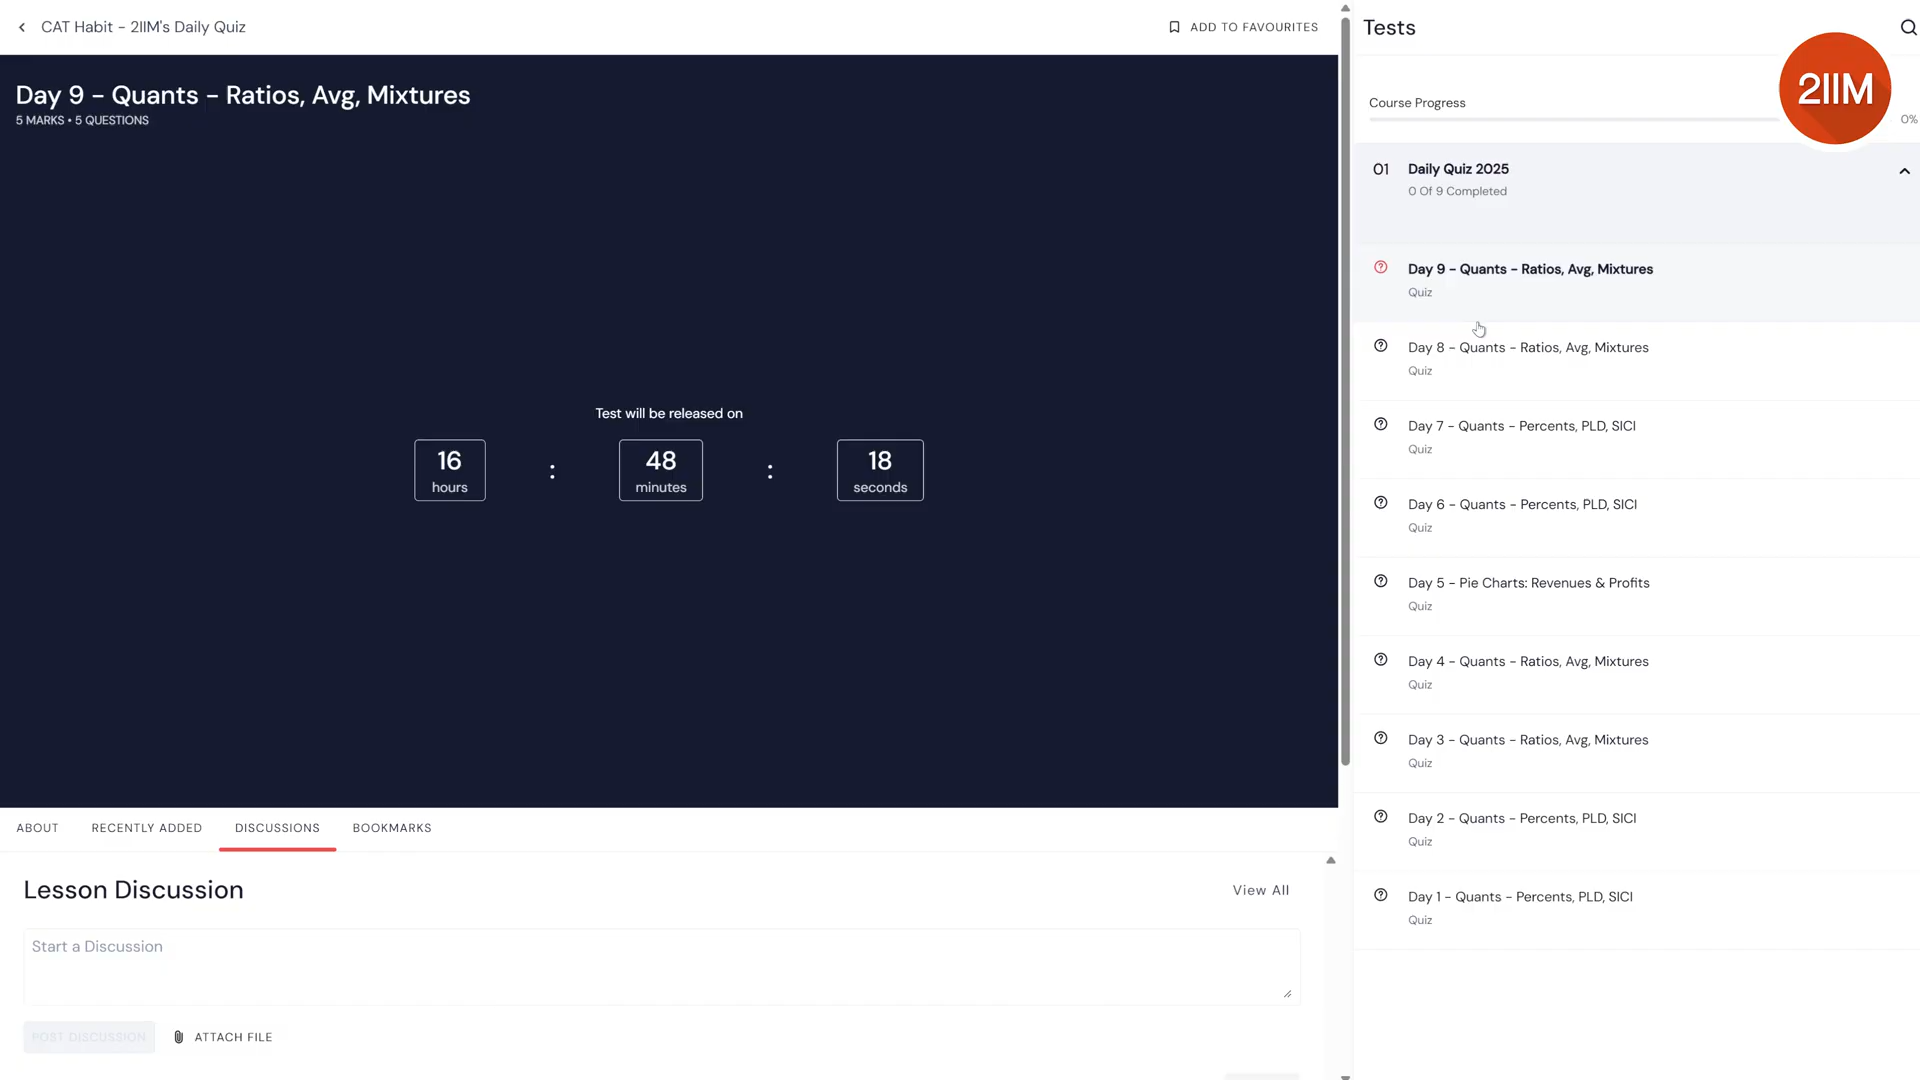 CAT Habit - 2IIM's Daily Quiz
ADD TO FAVOURITES
Day 9 - Quants - Ratios, Avg, Mixtures
5 MARKS • 5 QUESTIONS
Test will be released on
16 : 48 : 18
hours minutes seconds
ABOUT RECENTLY ADDED DISCUSSIONS BOOKMARKS
Lesson Discussion
View All
Start a Discussion
POST DISCUSSION
ATTACH FILE
Tests
2IIM
Course Progress
0%
01 Daily Quiz 2025
0 Of 9 Completed
Day 9 - Quants - Ratios, Avg, Mixtures
Quiz
Day 8 - Quants - Ratios, Avg, Mixtures
Quiz
Day 7 - Quants - Percents, PLD, SICI
Quiz
Day 6 - Quants - Percents, PLD, SICI
Quiz
Day 5 - Pie Charts: Revenues & Profits
Quiz
Day 4 - Quants - Ratios, Avg, Mixtures
Quiz
Day 3 - Quants - Ratios, Avg, Mixtures
Quiz
Day 2 - Quants - Percents, PLD, SICI
Quiz
Day 1 - Quants - Percents, PLD, SICI
Quiz